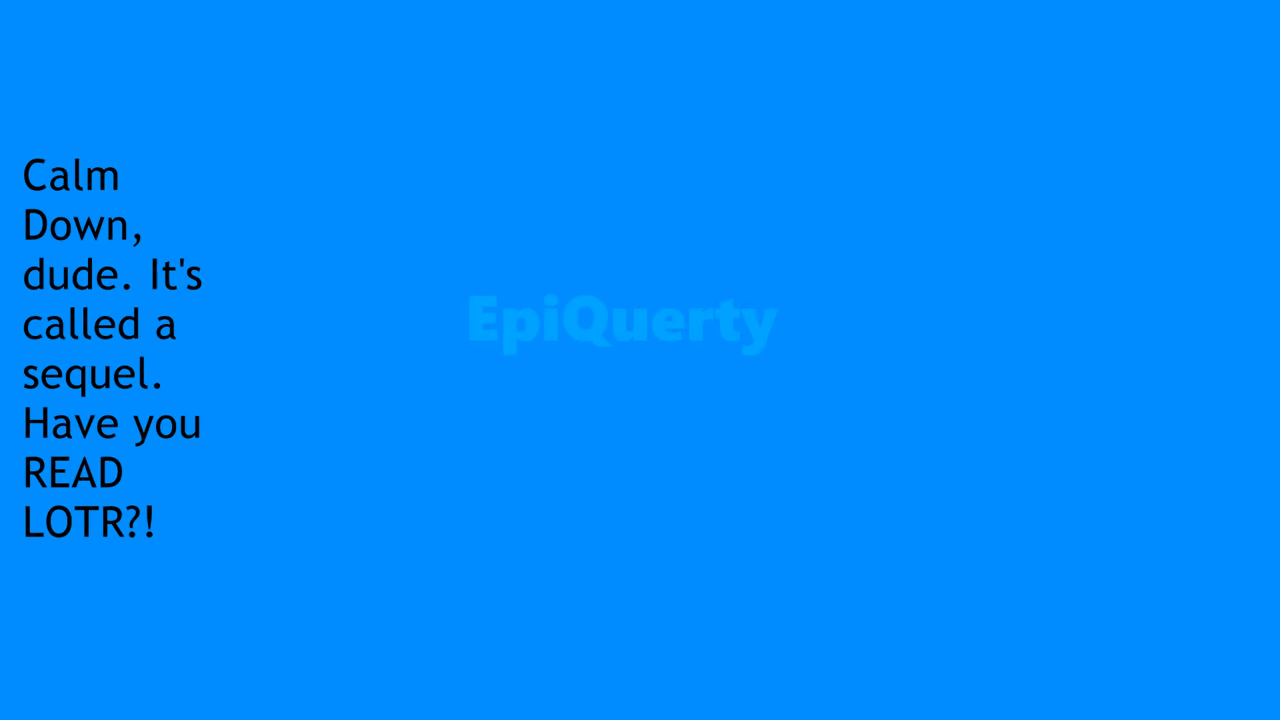 Calm
Down,
dude. It's
called a
sequel.
Have you
READ
LOTR?!
EpiQuerty